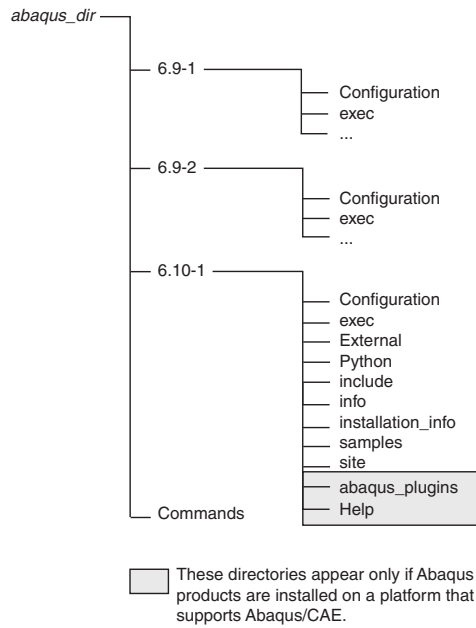 abaqus_dir
6.9-1
Configuration
exec
...
6.9-2
Configuration
exec
...
6.10-1
Configuration
exec
External
Python
include
info
installation_info
samples
site
abaqus_plugins
Help
Commands
These directories appear only if Abaqus
products are installed on a platform that
supports Abaqus/CAE.